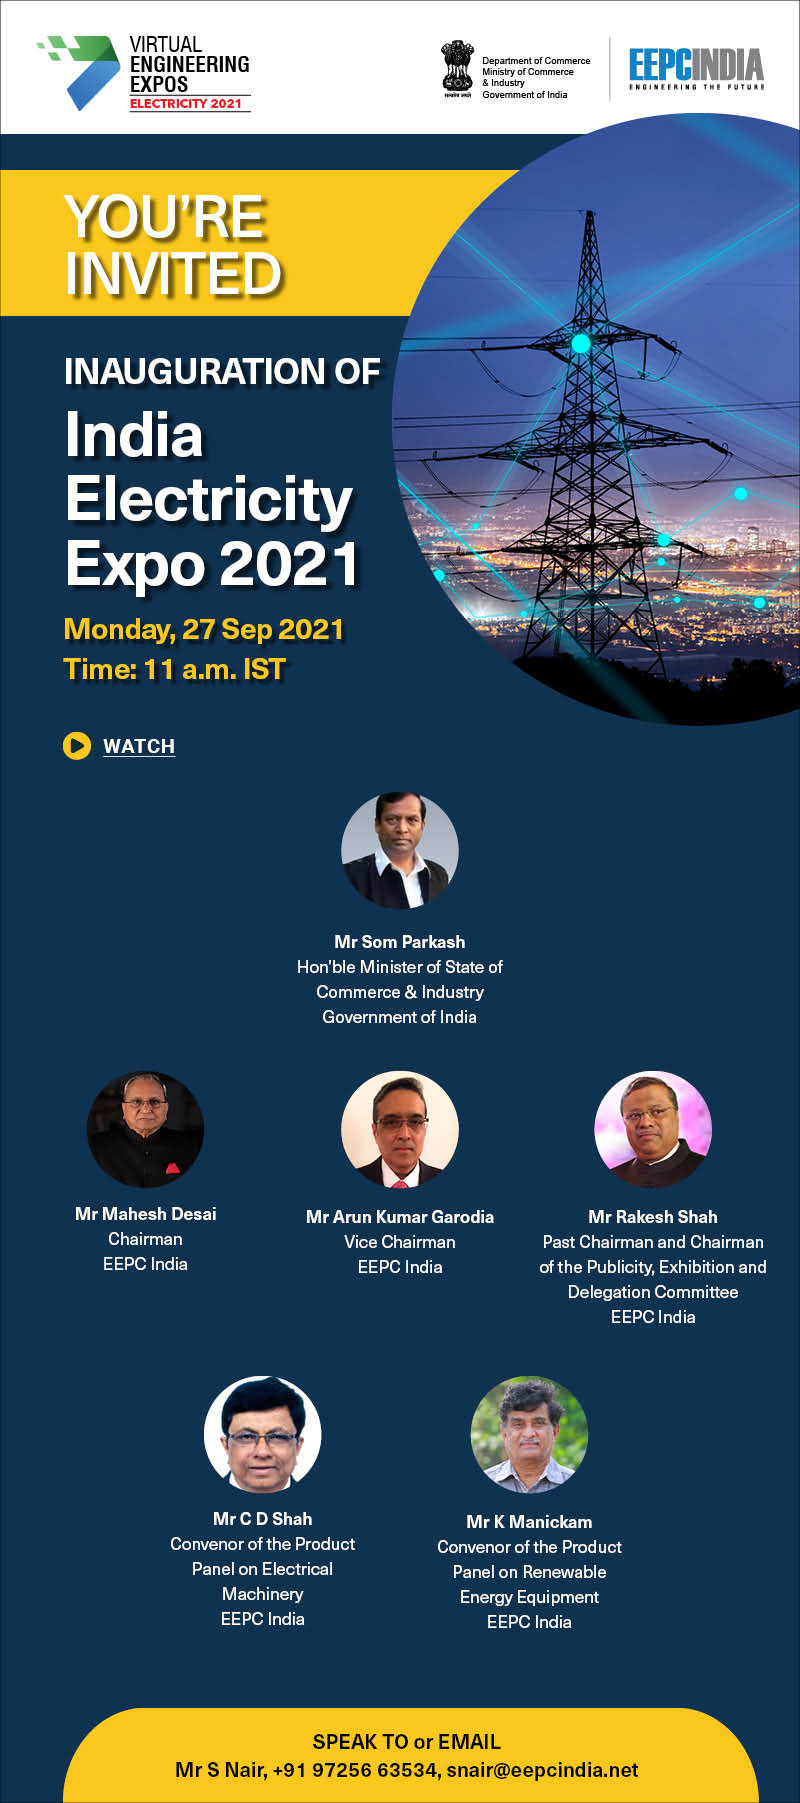 VIRTUAL
ENGINEERING
EXPOS
ELECTRICITY 2021
सत्यमेव जयते
Department of Commerce
Ministry of Commerce
& Industry
Government of India
EEPCINDIA
ENGINEERING THE FUTURE
YOU'RE
INVITED
INAUGURATION OF
India
Electricity
Expo 2021
Monday, 27 Sep 2021
Time: 11 a.m. IST
WATCH
Mr Som Parkash
Hon'ble Minister of State of
Commerce & Industry
Government of India
Mr Mahesh Desai
Chairman
EEPC India
Mr Arun Kumar Garodia
Vice Chairman
EEPC India
Mr Rakesh Shah
Past Chairman and Chairman
of the Publicity, Exhibition and
Delegation Committee
EEPC India
Mr C D Shah
Convenor of the Product
Panel on Electrical
Machinery
EEPC India
Mr K Manickam
Convenor of the Product
Panel on Renewable
Energy Equipment
EEPC India
SPEAK TO or EMAIL
Mr S Nair, +91 97256 63534, snair@eepcindia.net